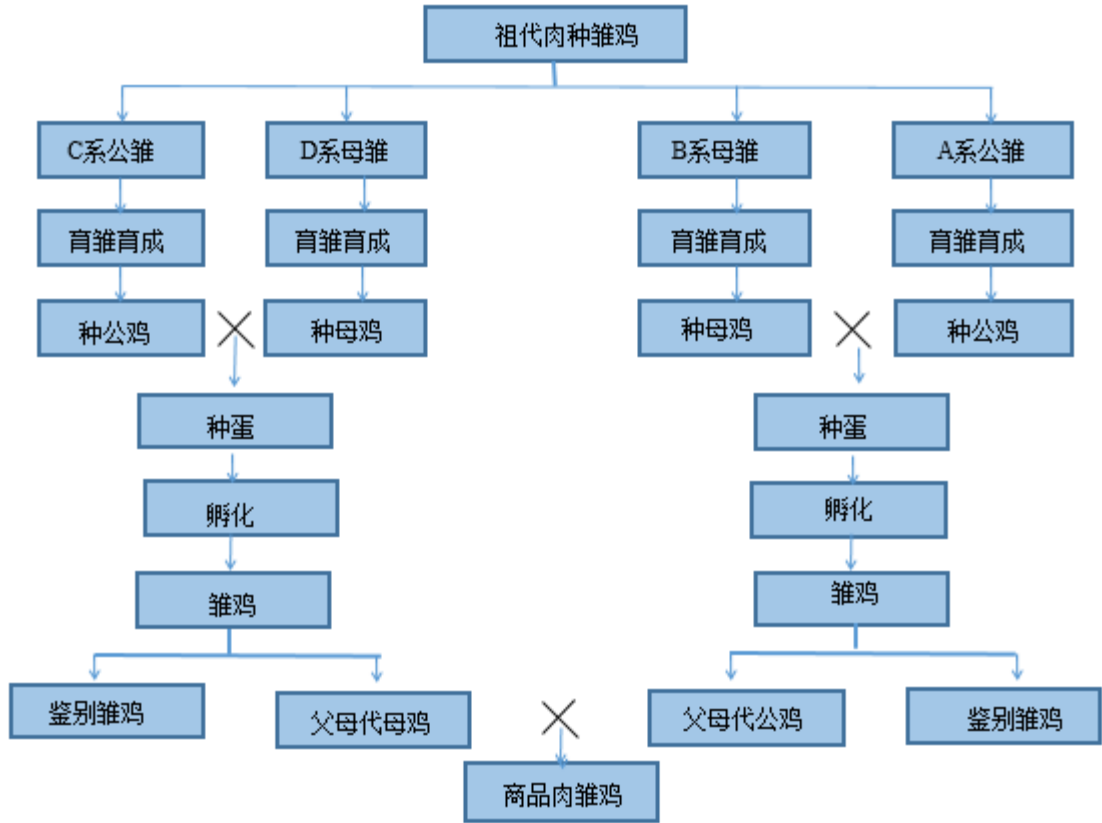 祖代肉种雏鸡
C系公雏
D系母雏
B系母雏
A系公雏
育雏育成
育雏育成
育雏育成
育雏育成
种公鸡
种母鸡
种母鸡
种公鸡
种蛋
种蛋
孵化
孵化
雏鸡
雏鸡
鉴别雏鸡
父母代母鸡
父母代公鸡
鉴别雏鸡
商品肉雏鸡